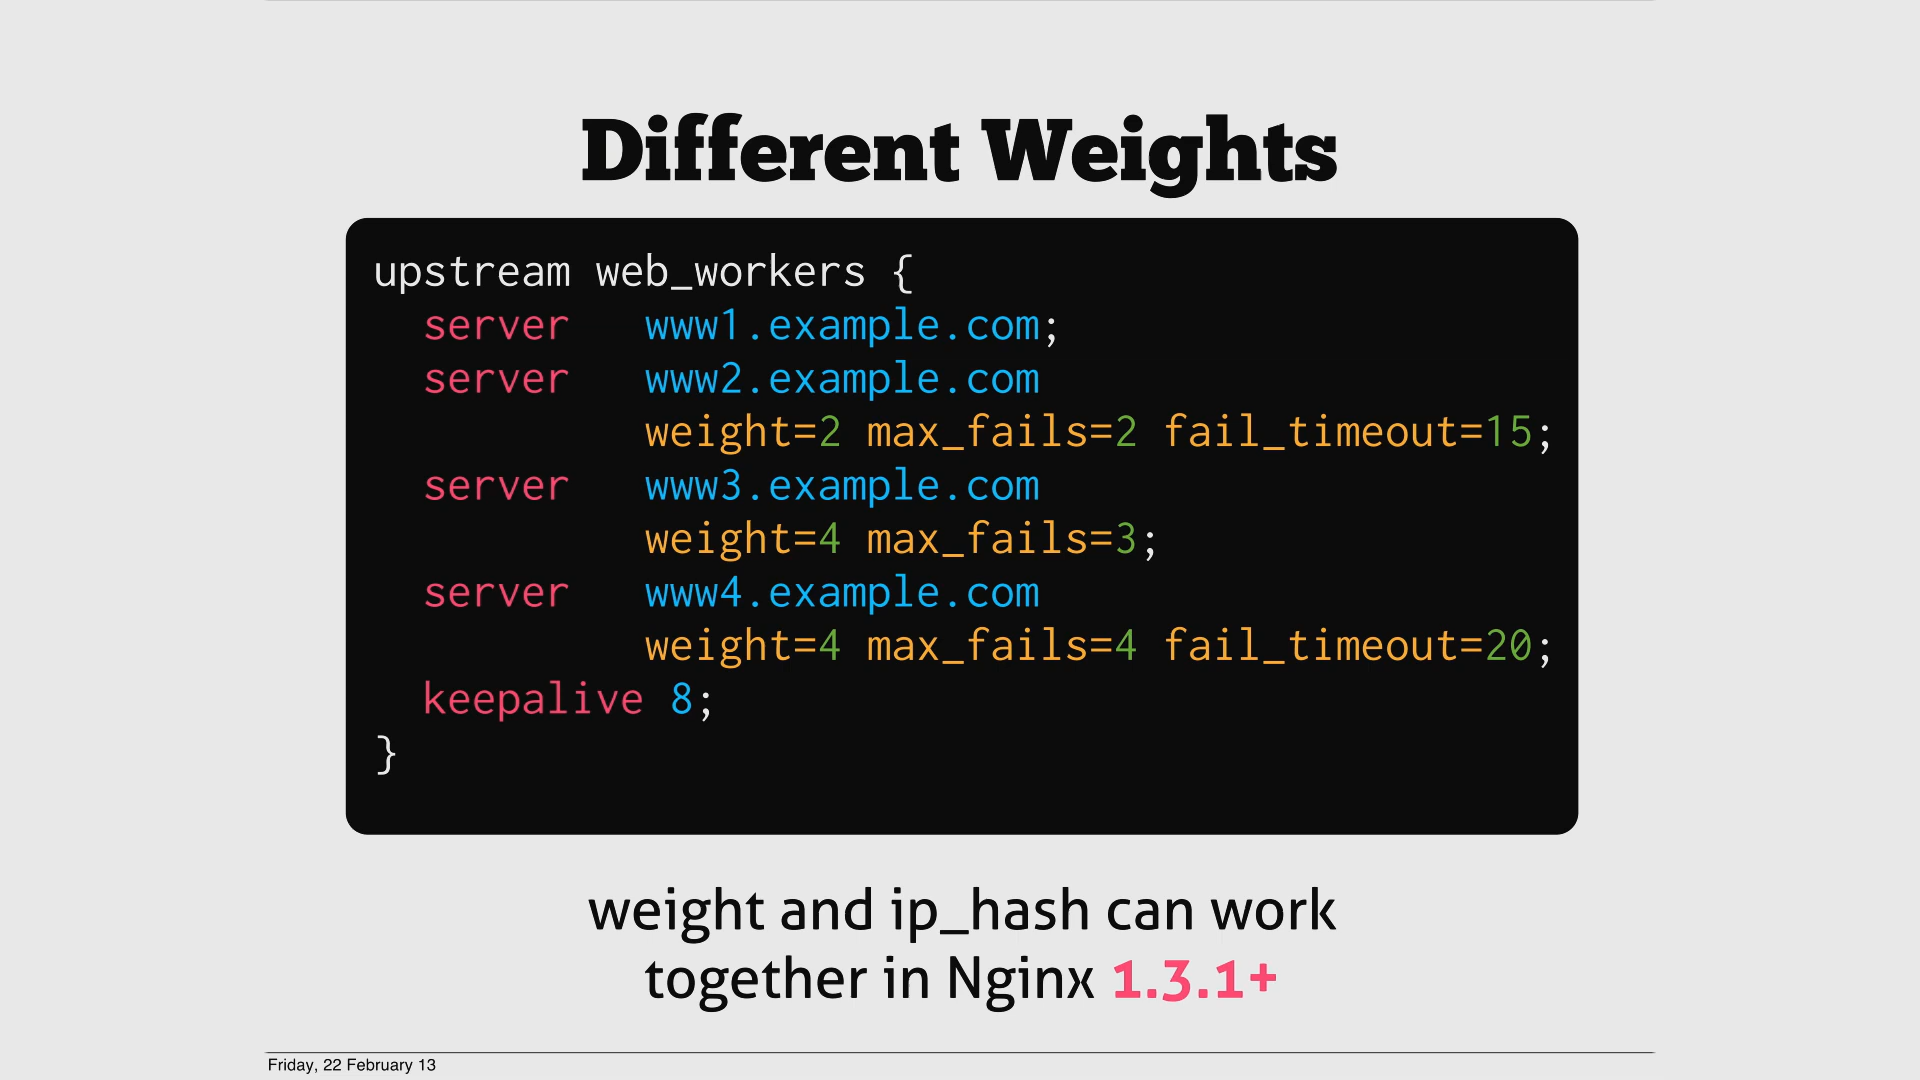 Different Weights
upstream web_workers {
  server   www1.example.com;
  server   www2.example.com
           weight=2 max_fails=2 fail_timeout=15;
  server   www3.example.com
           weight=4 max_fails=3;
  server   www4.example.com
           weight=4 max_fails=4 fail_timeout=20;
  keepalive 8;
}
weight and ip_hash can work
together in Nginx 1.3.1+
Friday, 22 February 13